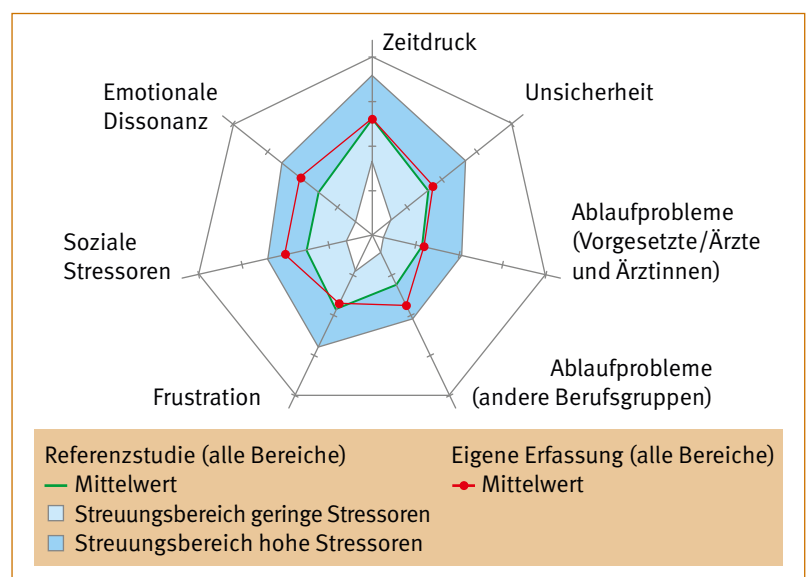 Zeitdruck
Emotionale
Dissonanz
Unsicherheit
Soziale
Stressoren
Ablaufprobleme
(Vorgesetzte/Ärzte
und Ärztinnen)
Frustration
Ablaufprobleme
(andere Berufsgruppen)
Referenzstudie (alle Bereiche)
Mittelwert
Streuungsbereich geringe Stressoren
Streuungsbereich hohe Stressoren
Eigene Erfassung (alle Bereiche)
Mittelwert